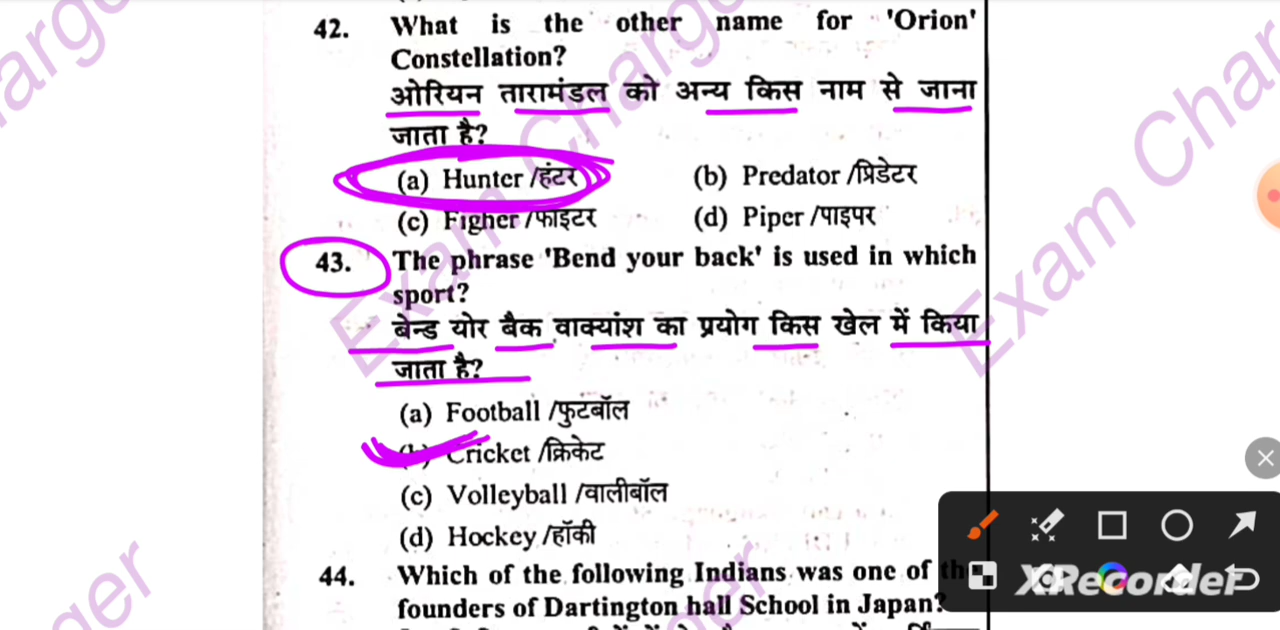 42. What is the other name for 'Orion'
Constellation?
ओरियन तारामंडल को अन्य किस नाम से जाना
जाता है?
(a) Hunter /हंटर (b) Predator /प्रिडेटर
(c) Figher /फाइटर (d) Piper /पाइपर
43. The phrase 'Bend your back' is used in which
sport?
बेन्ड योर बैक वाक्यांश का प्रयोग किस खेल में किया
जाता है?
(a) Football /फुटबॉल
(b) Cricket /क्रिकेट
(c) Volleyball /वालीबॉल
(d) Hockey /हॉकी
44. Which of the following Indians was one of
founders of Dartington hall School in Japan?
Exam Charger
XRecorder